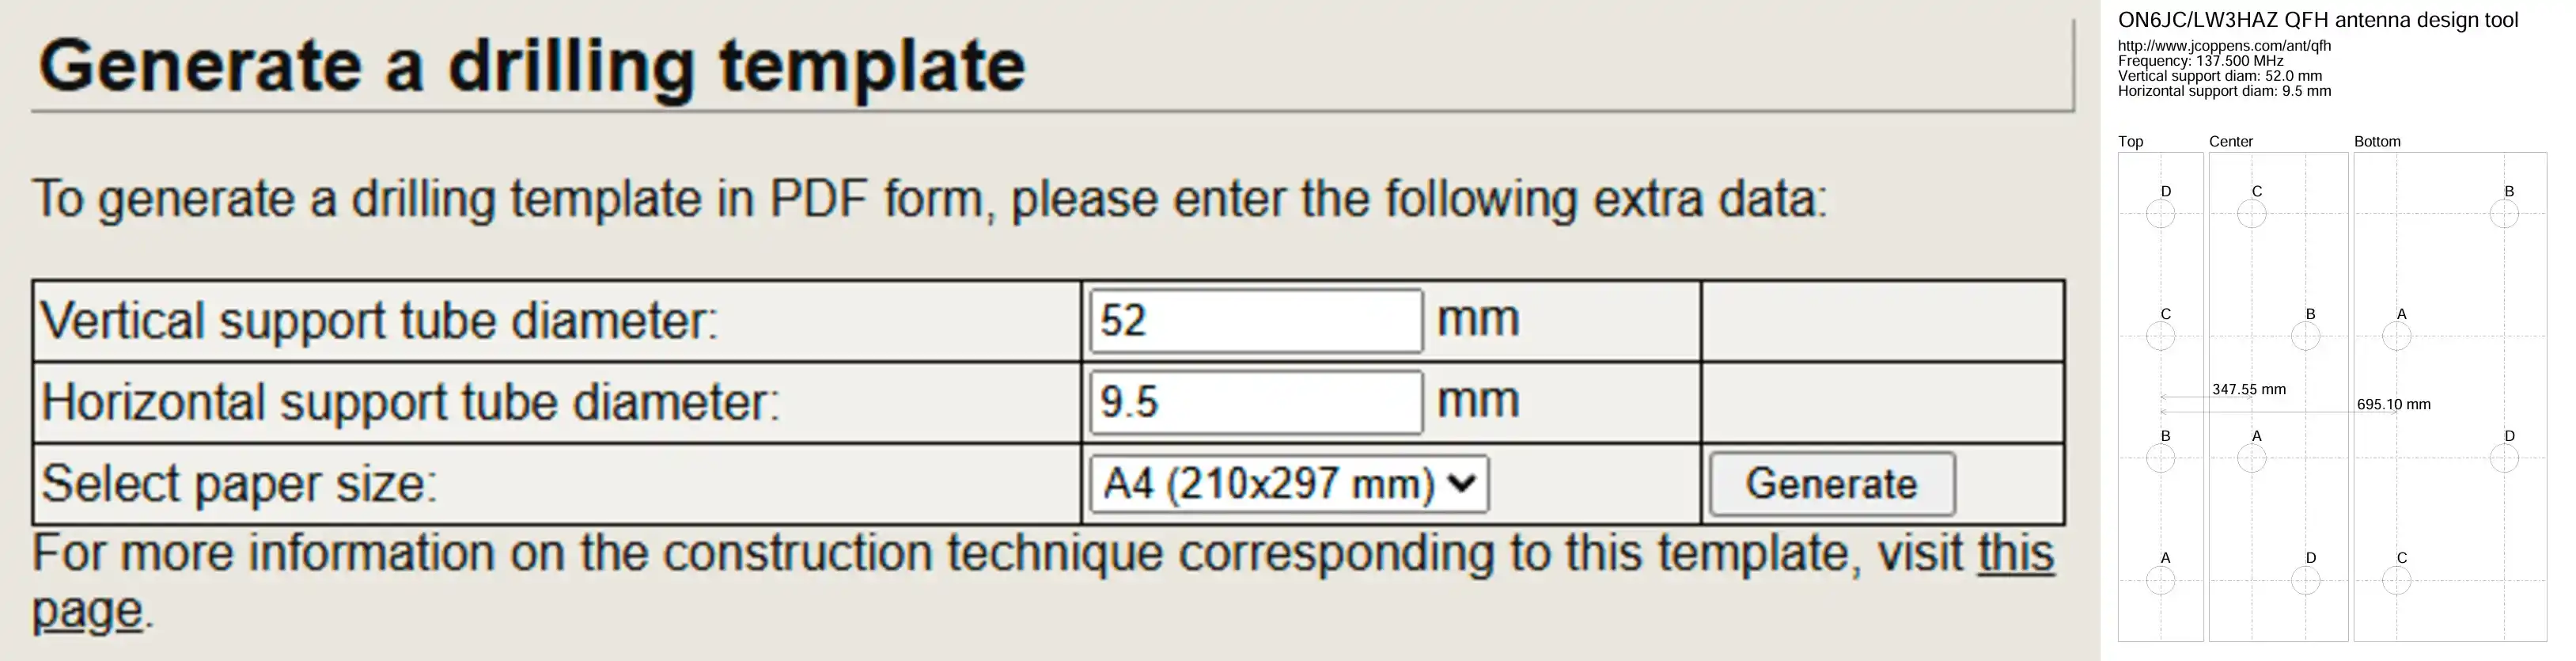 Generate a drilling template
To generate a drilling template in PDF form, please enter the following extra data:
Vertical support tube diameter: 52 mm
Horizontal support tube diameter: 9.5 mm
Select paper size: A4 (210x297 mm) Generate
For more information on the construction technique corresponding to this template, visit this
page.
ON6JC/LW3HAZ QFH antenna design tool
http://www.jcoppens.com/ant/qfh
Frequency: 137.500 MHz
Vertical support diam: 52.0 mm
Horizontal support diam: 9.5 mm
Top Center Bottom
D C B
C B A
347.55 mm
695.10 mm
B A D
A D C